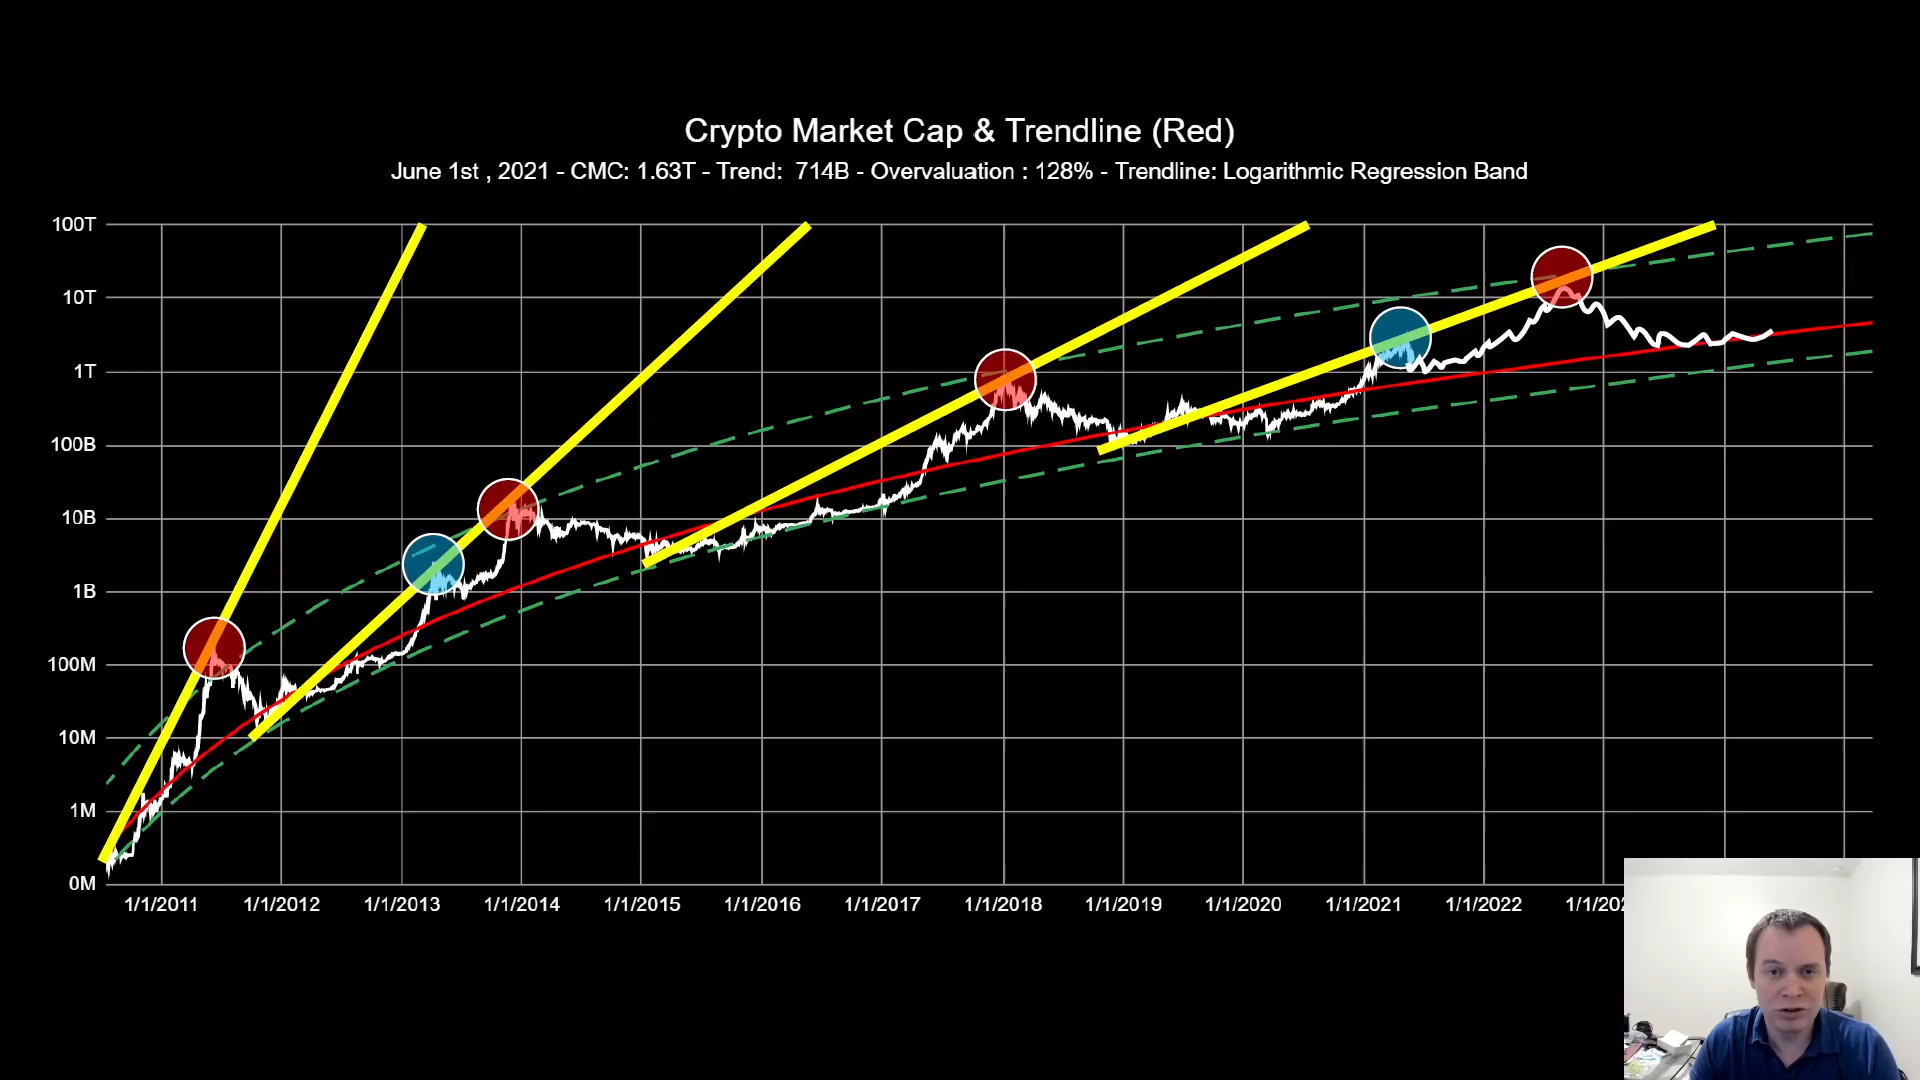 Crypto Market Cap & Trendline (Red)
June 1st , 2021 - CMC: 1.63T - Trend: 714B - Overvaluation : 128% - Trendline: Logarithmic Regression Band
100T
10T
1T
100B
10B
1B
100M
10M
1M
0M
1/1/2011 1/1/2012 1/1/2013 1/1/2014 1/1/2015 1/1/2016 1/1/2017 1/1/2018 1/1/2019 1/1/2020 1/1/2021 1/1/2022